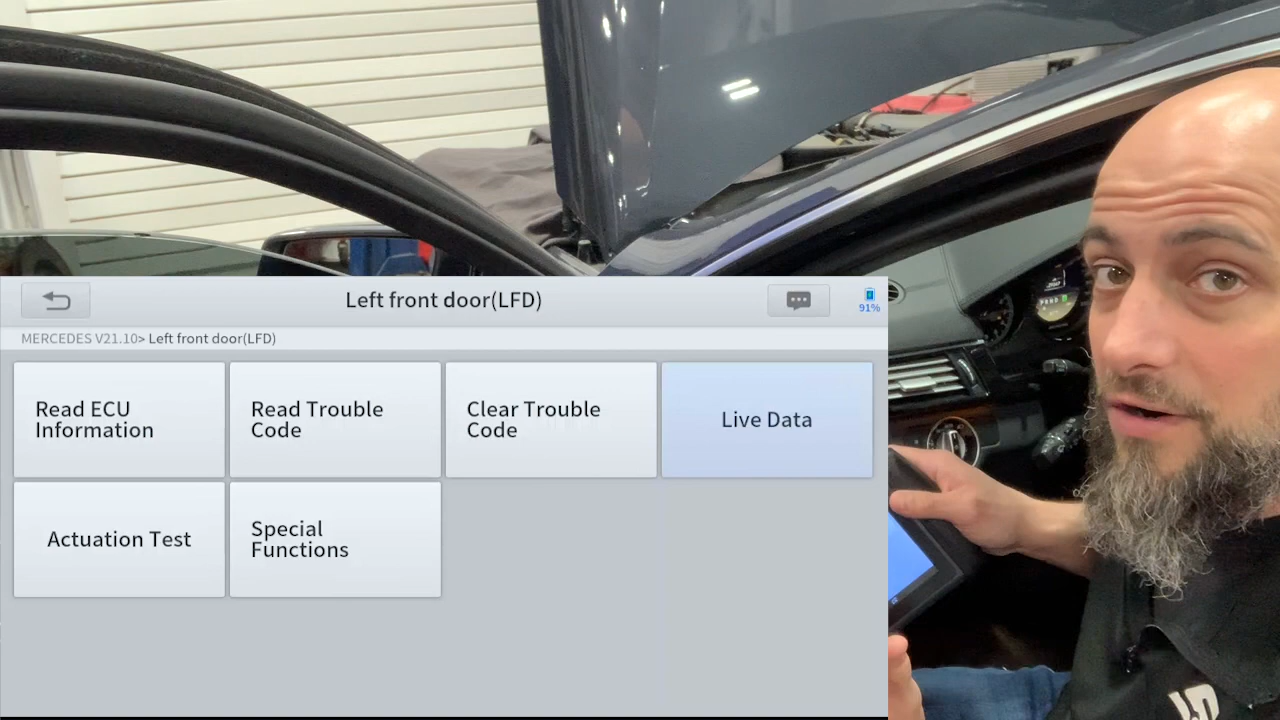 Left front door(LFD)
91%
MERCEDES V21.10> Left front door(LFD)
Read ECU
Information
Read Trouble
Code
Clear Trouble
Code
Live Data
Actuation Test
Special
Functions